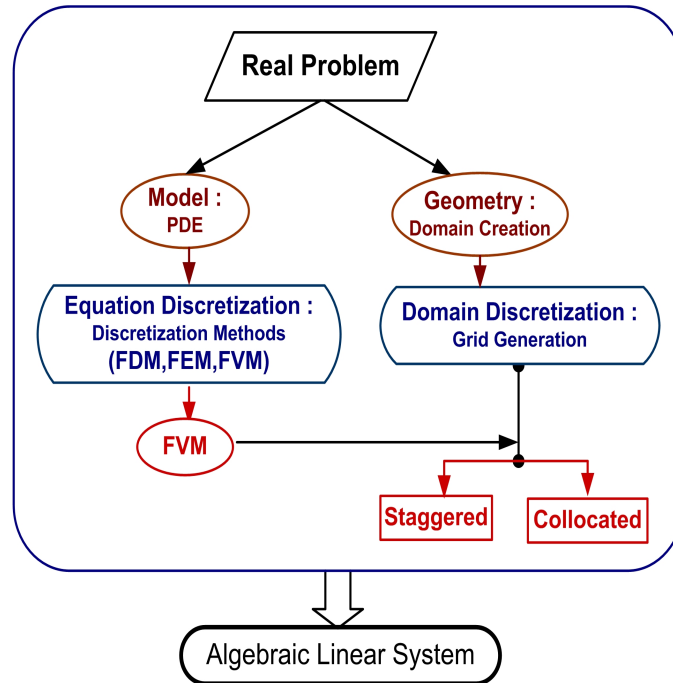 Real Problem
Model :
PDE
Geometry :
Domain Creation
Equation Discretization :
Discretization Methods
(FDM,FEM,FVM)
Domain Discretization :
Grid Generation
FVM
Staggered
Collocated
Algebraic Linear System